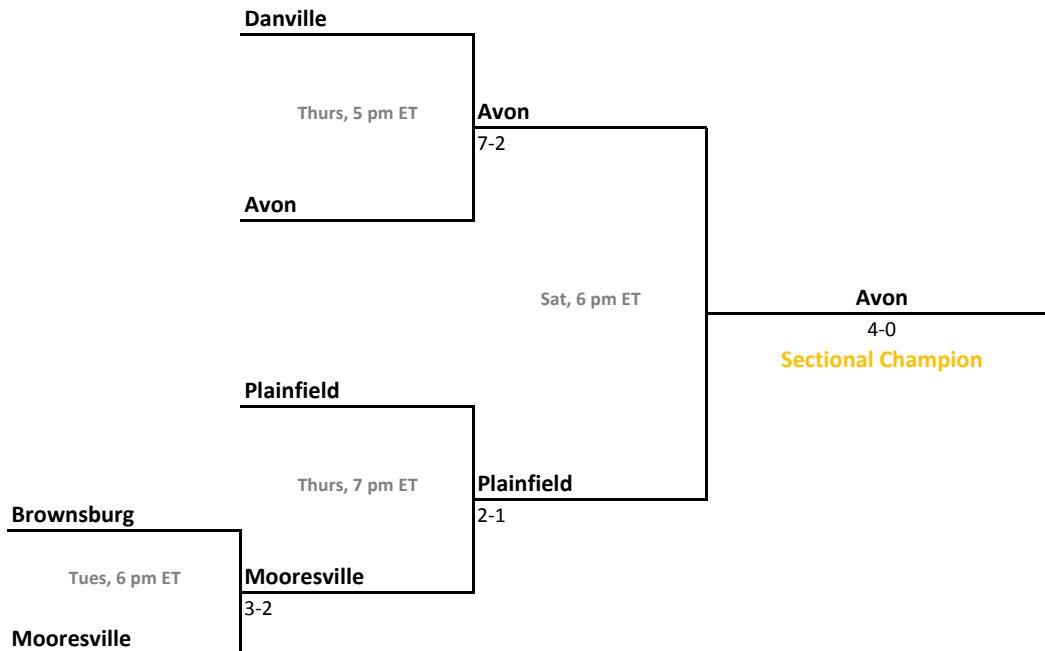 Danville
Thurs, 5 pm ET
Avon
7-2
Avon
Sat, 6 pm ET
Avon
4-0
Sectional Champion
Plainfield
Thurs, 7 pm ET
Plainfield
2-1
Brownsburg
Tues, 6 pm ET
Mooresville
3-2
Mooresville